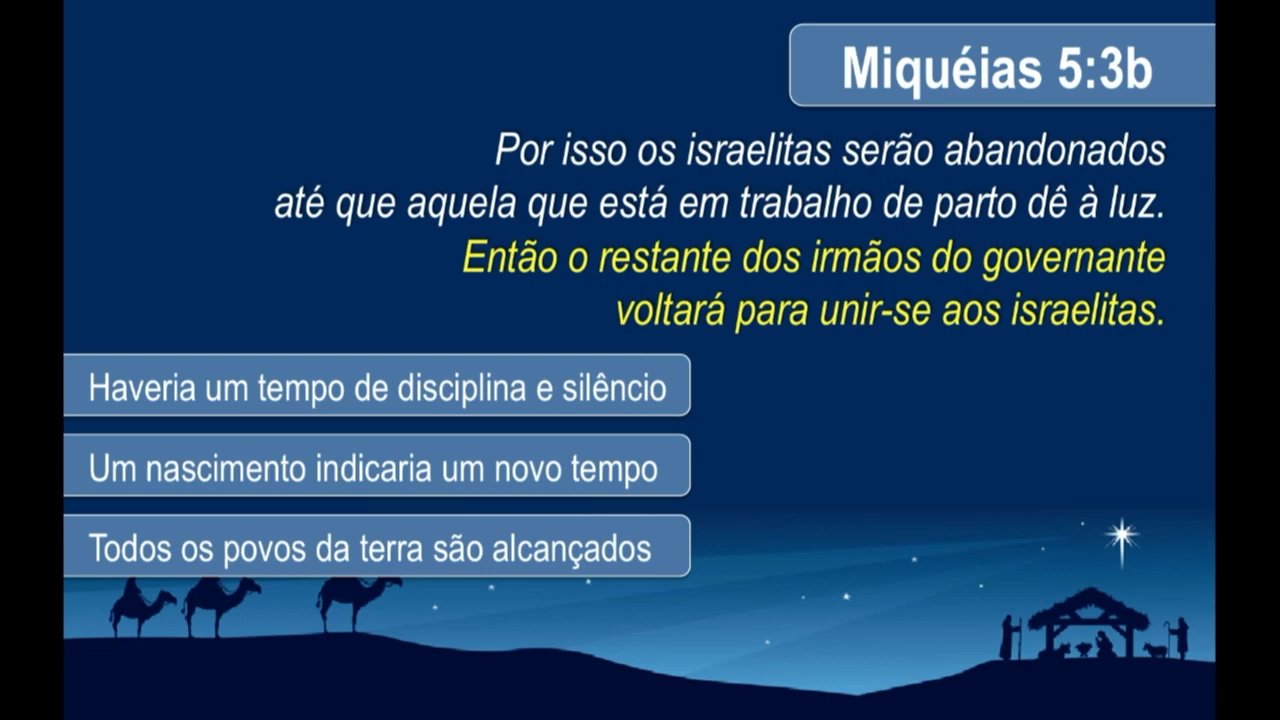 Miquéias 5:3b
Por isso os israelitas serão abandonados
até que aquela que está em trabalho de parto dê à luz.
Então o restante dos irmãos do governante
voltará para unir-se aos israelitas.
Haveria um tempo de disciplina e silêncio
Um nascimento indicaria um novo tempo
Todos os povos da terra são alcançados